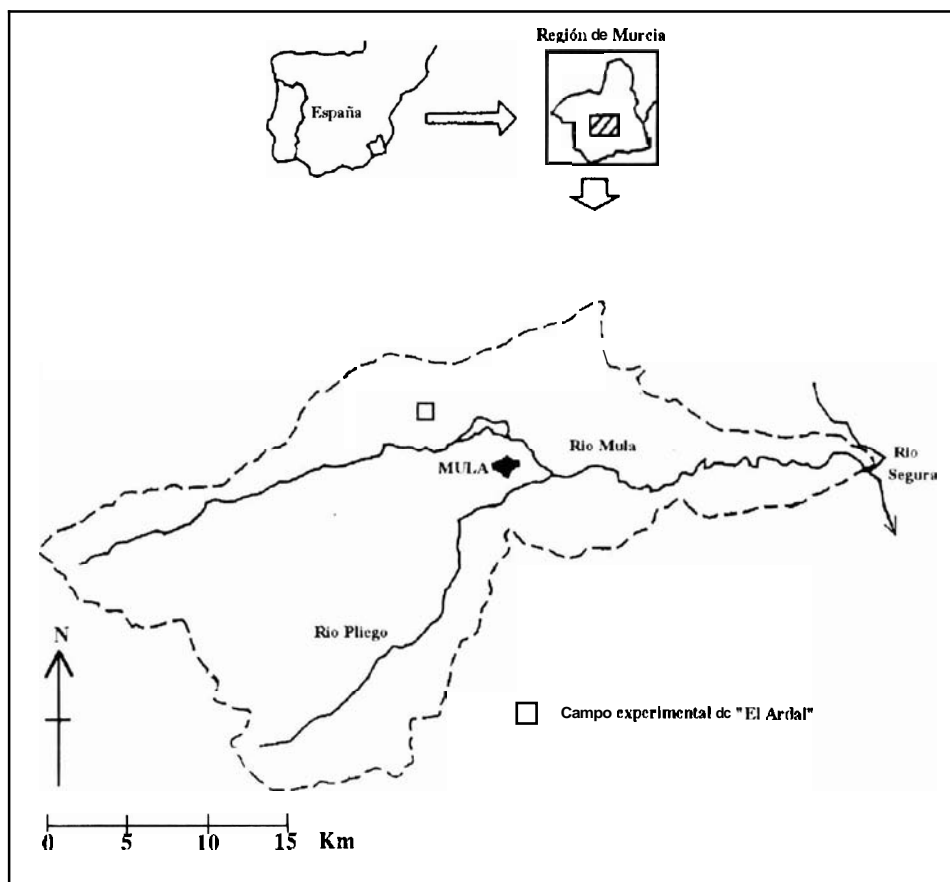 Región de Murcia
España
Rio Mula
MULA
Rio
Segura
Rio Pliego
N
Campo experimental dc "El Ardal"
0 5 10 15 Km